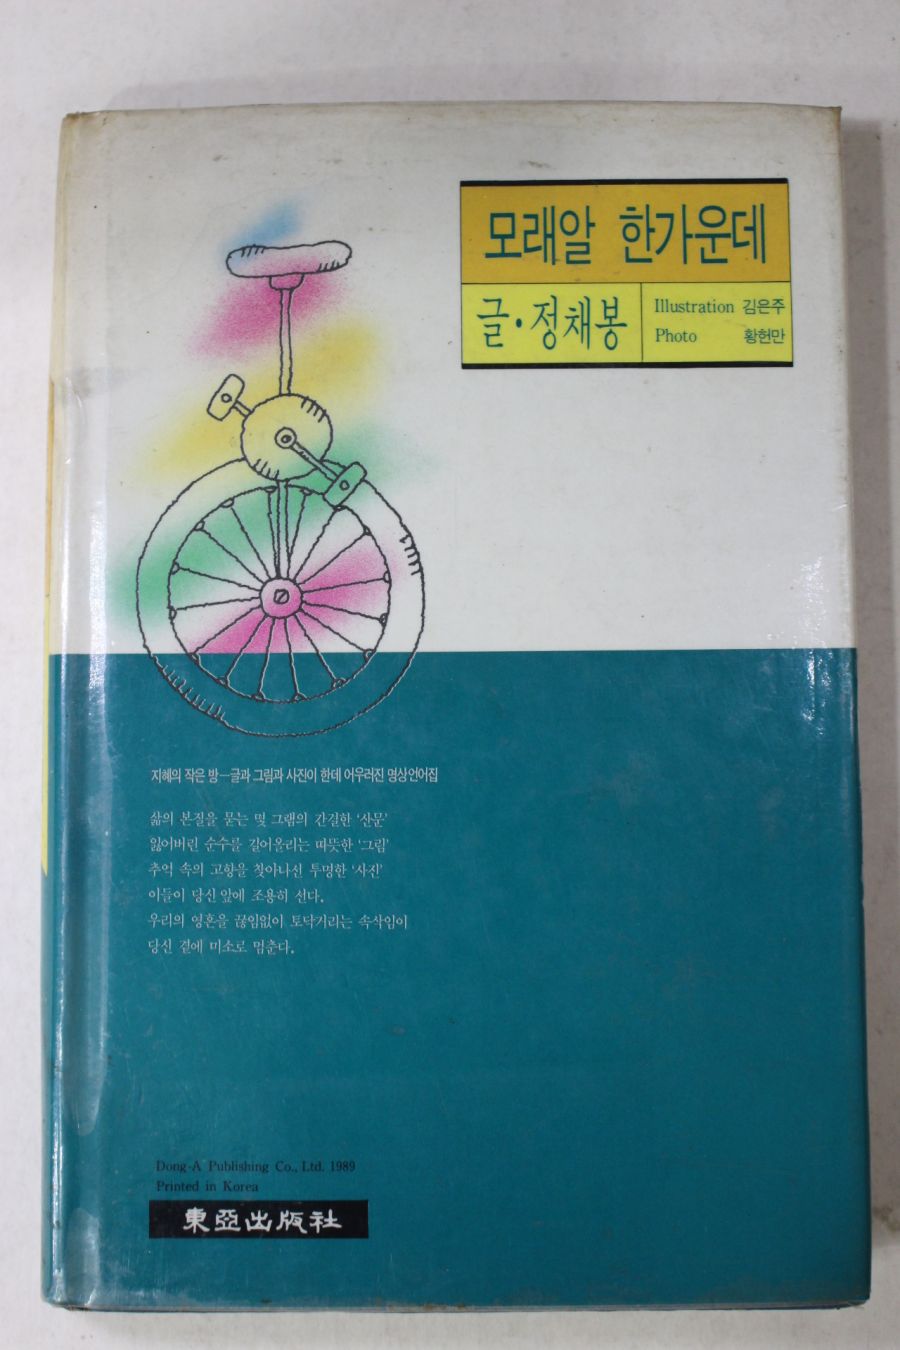 모래알 한가운데
글·정채봉
Illustration 김은주
Photo 황헌만
지혜의 작은 방—글과 그림과 사진이 한데 어우러진 명상언어집
삶의 본질을 묻는 몇 그램의 간결한 '산문'
잃어버린 순수를 길어올리는 따뜻한 '그림'
추억 속의 고향을 찾아나선 투명한 '사진'
이들이 당신 앞에 조용히 선다.
우리의 영혼을 끊임없이 토닥거리는 속삭임이
당신 곁에 미소로 멈춘다.
Dong-A Publishing Co., Ltd. 1989
Printed in Korea
東亞出版社